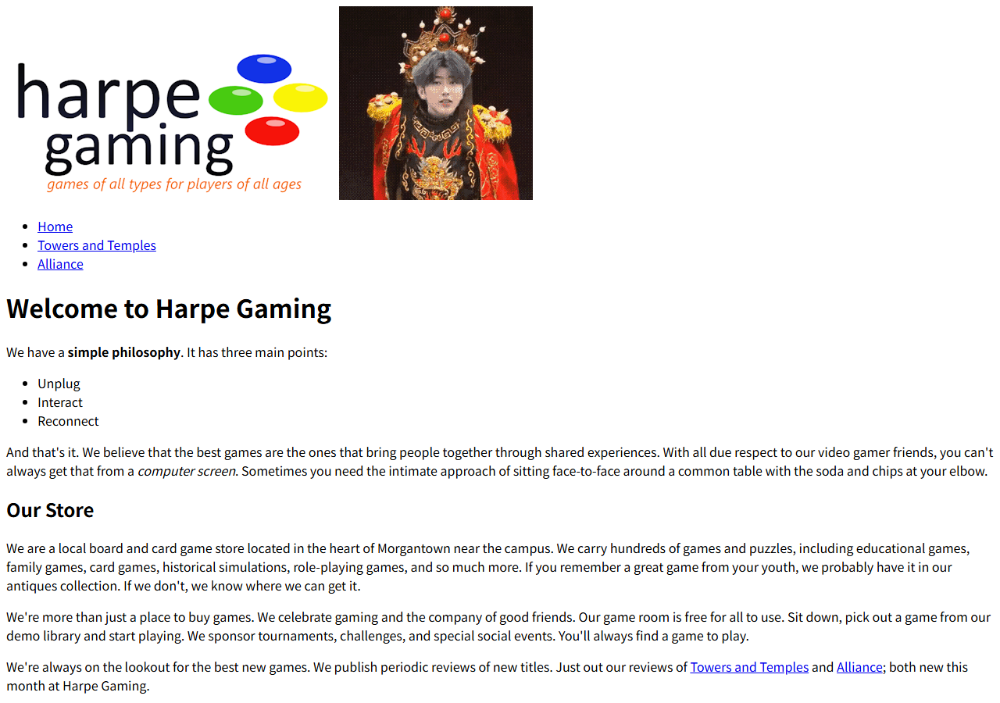 harpe
gaming
games of all types for players of all ages
Home
Towers and Temples
Alliance
Welcome to Harpe Gaming
We have a simple philosophy. It has three main points:
Unplug
Interact
Reconnect
And that's it. We believe that the best games are the ones that bring people together through shared experiences. With all due respect to our video gamer friends, you can't
always get that from a computer screen. Sometimes you need the intimate approach of sitting face-to-face around a common table with the soda and chips at your elbow.
Our Store
We are a local board and card game store located in the heart of Morgantown near the campus. We carry hundreds of games and puzzles, including educational games,
family games, card games, historical simulations, role-playing games, and so much more. If you remember a great game from your youth, we probably have it in our
antiques collection. If we don't, we know where we can get it.
We're more than just a place to buy games. We celebrate gaming and the company of good friends. Our game room is free for all to use. Sit down, pick out a game from our
demo library and start playing. We sponsor tournaments, challenges, and special social events. You'll always find a game to play.
We're always on the lookout for the best new games. We publish periodic reviews of new titles. Just out our reviews of Towers and Temples and Alliance; both new this
month at Harpe Gaming.